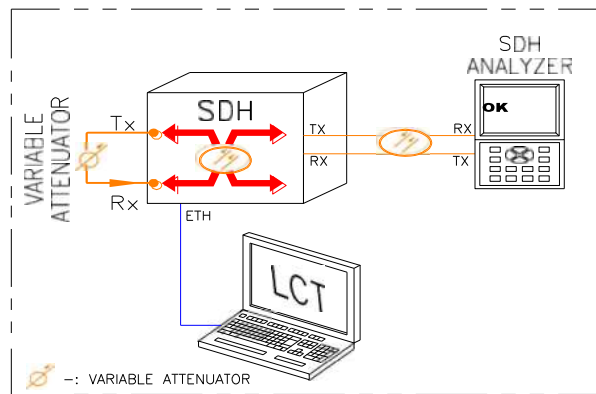 SDH
ANALYZER
SDH
OK
VARIABLE
ATTENUATOR
Tx
TX
RX
RX
TX
Rx
ETH
LCT
-: VARIABLE ATTENUATOR